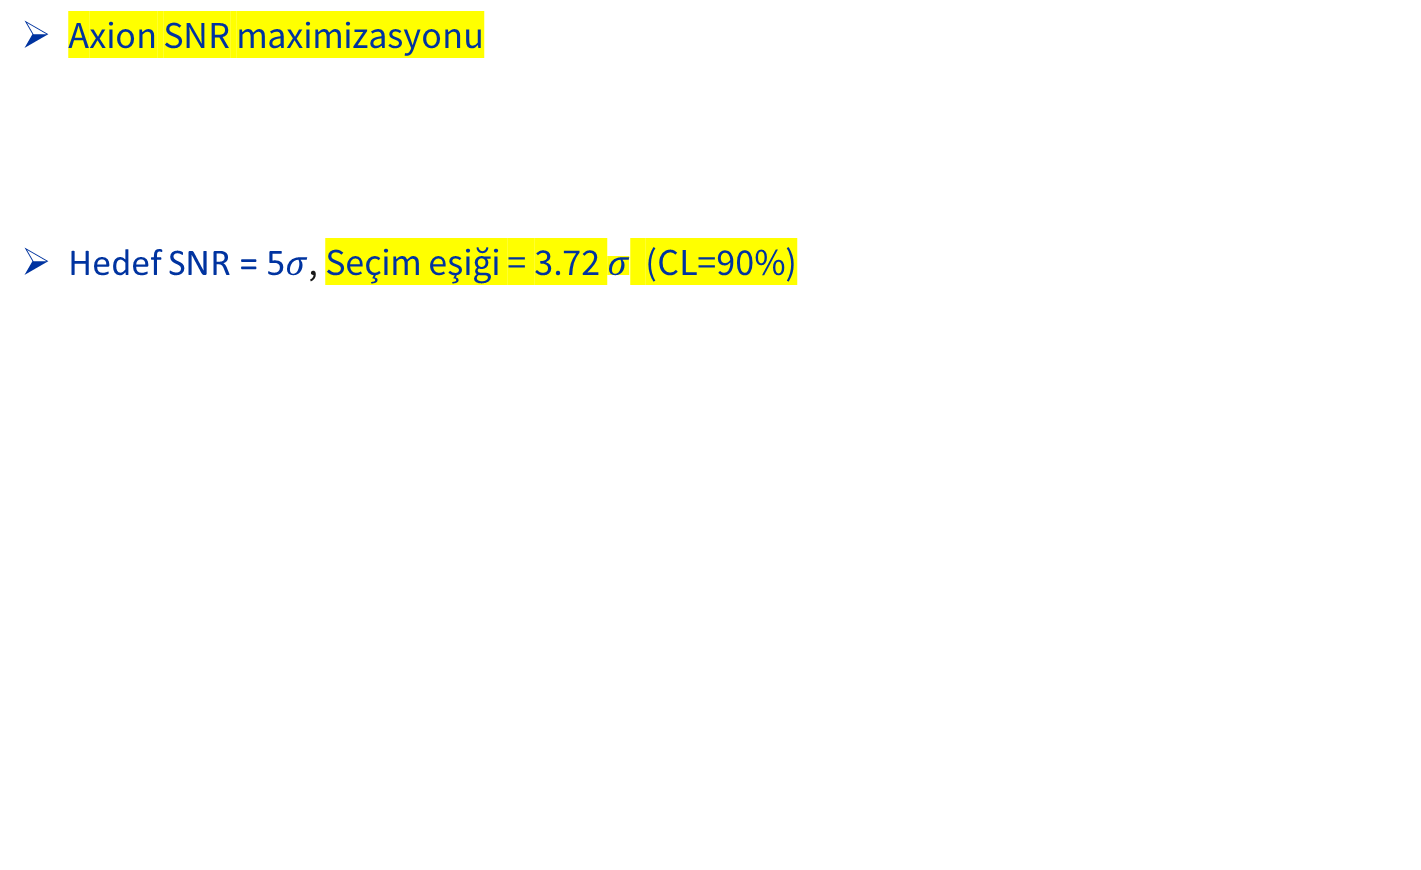 ➢ Axion SNR maximizasyonu
➢ Hedef SNR = 5σ, Seçim eşiği = 3.72 σ (CL=90%)